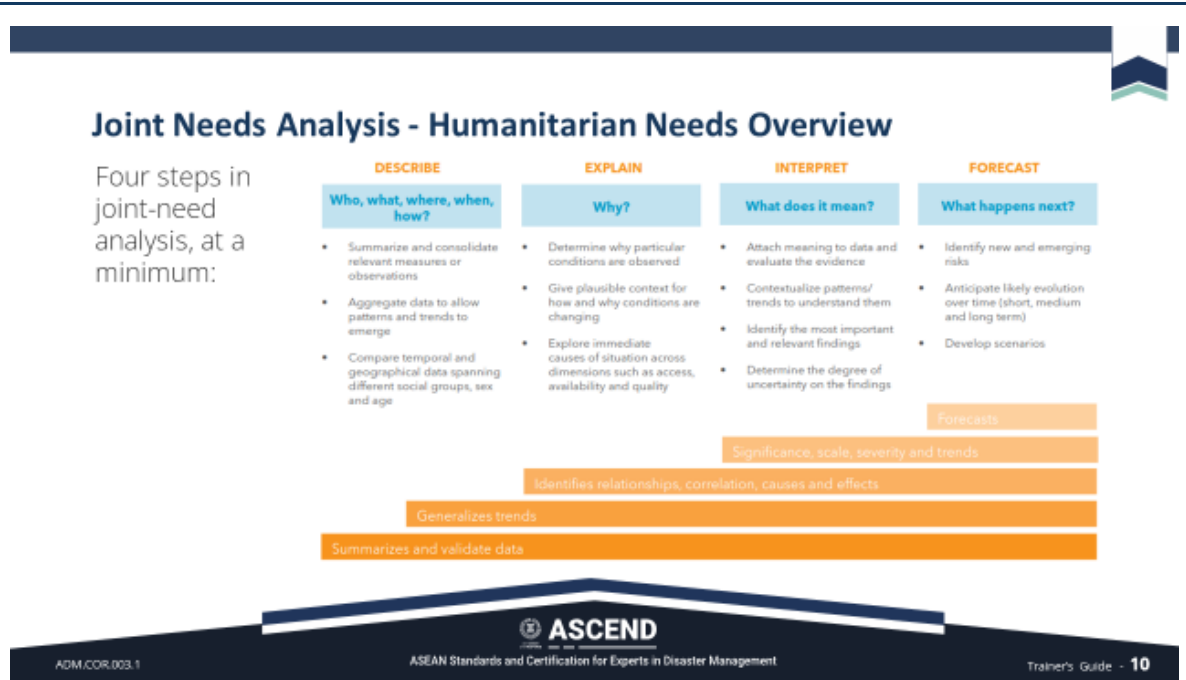 Joint Needs Analysis - Humanitarian Needs Overview
Four steps in
joint-need
analysis, at a
minimum:
DESCRIBE
Who, what, where, when,
how?
• Summarize and consolidate
relevant measures or
observations
• Aggregate data to allow
patterns and trends to
emerge
• Compare temporal and
geographical data spanning
different social groups, sex
and age
EXPLAIN
Why?
• Determine why particular
conditions are observed
• Give plausible context for
how and why conditions are
changing
• Explore immediate
causes of situation across
dimensions such as access,
availability and quality
INTERPRET
What does it mean?
• Attach meaning to data and
evaluate the evidence
• Contextualize patterns/
trends to understand them
• Identify the most important
and relevant findings
• Determine the degree of
uncertainty on the findings
FORECAST
What happens next?
• Identify new and emerging
risks
• Anticipate likely evolution
over time (short, medium
and long term)
• Develop scenarios
Forecasts
Significance, scale, severity and trends
Identifies relationships, correlation, causes and effects
Generalizes trends
Summarizes and validate data
ASCEND
ASEAN Standards and Certification for Experts in Disaster Management
ADM.COR.003.1
Trainer's Guide - 10